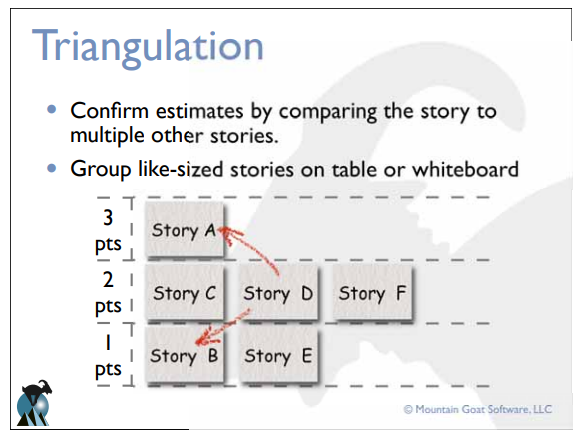 Triangulation
• Confirm estimates by comparing the story to
multiple other stories.
• Group like-sized stories on table or whiteboard
3
pts
Story A
2
pts
Story C
Story D
Story F
1
pts
Story B
Story E
© Mountain Goat Software, LLC